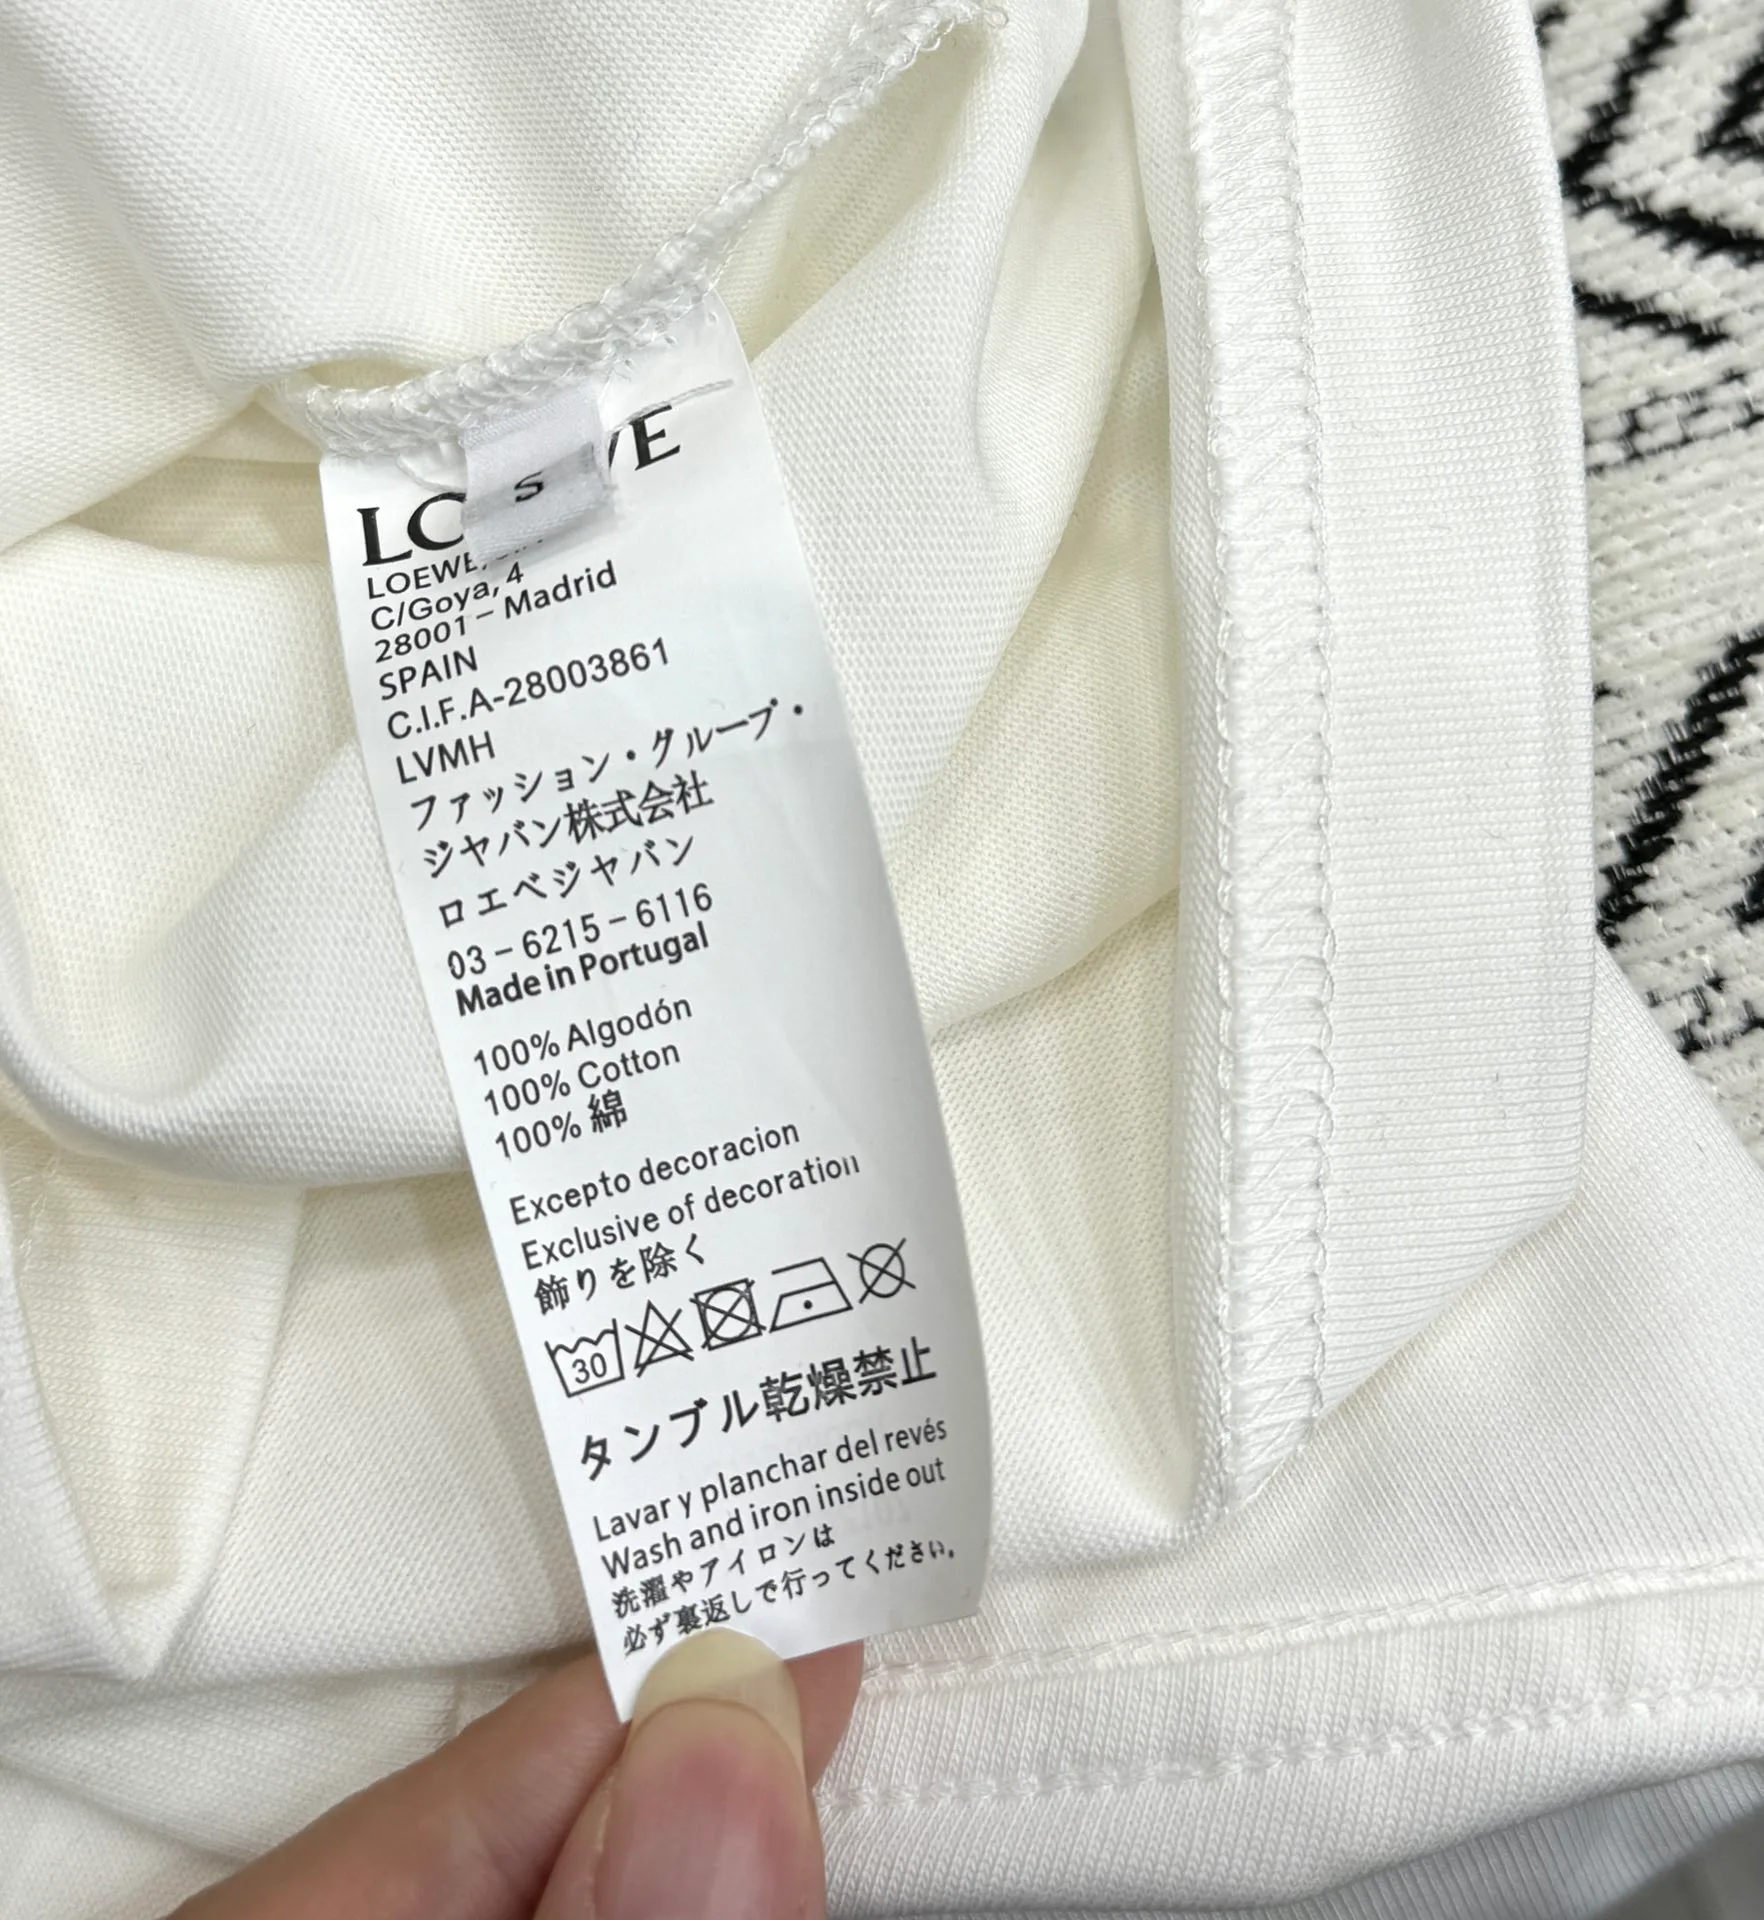 S
LOEWE
LOEWE,
C/Goya, 4
28001 – Madrid
SPAIN
C.I.F.A-28003861
LVMH
ファッション・グループ・
ジャバン株式会社
ロエベジャバン
03 – 6215 – 6116
Made in Portugal
100% Algodón
100% Cotton
100% 綿
Excepto decoracion
Exclusive of decoration
飾りを除く
30
タンブル乾燥禁止
Lavar y planchar del revés
Wash and iron inside out
洗濯やアイロンは
必ず裏返しで行ってください。